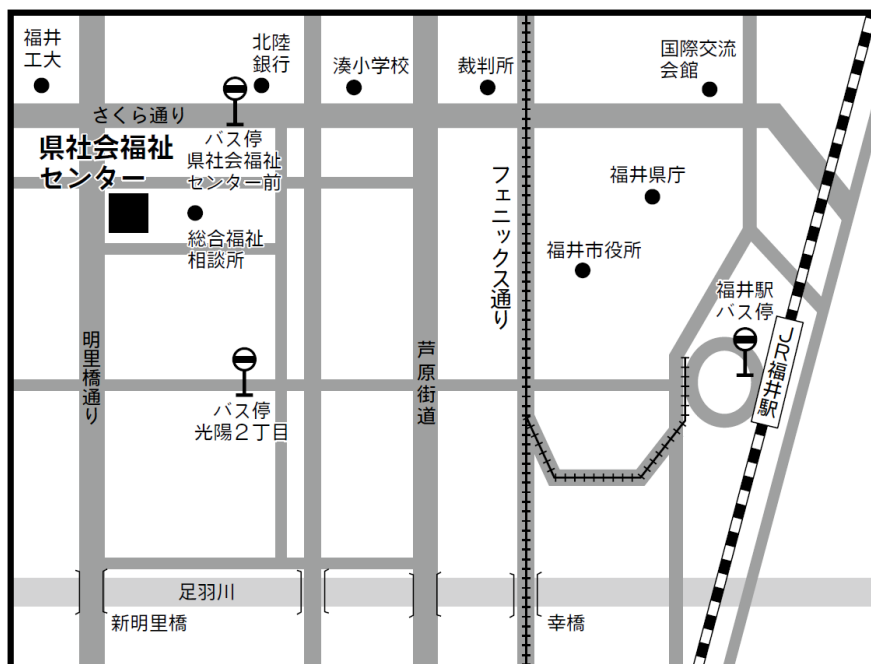 福井
工大
北陸
銀行
湊小学校
裁判所
国際交流
会館
さくら通り
バス停
県社会福祉
センター前
県社会福祉
センター
総合福祉
相談所
フェニックス通り
福井県庁
福井市役所
福井駅
バス停
JR福井駅
明里橋通り
芦原街道
バス停
光陽2丁目
足羽川
新明里橋
幸橋